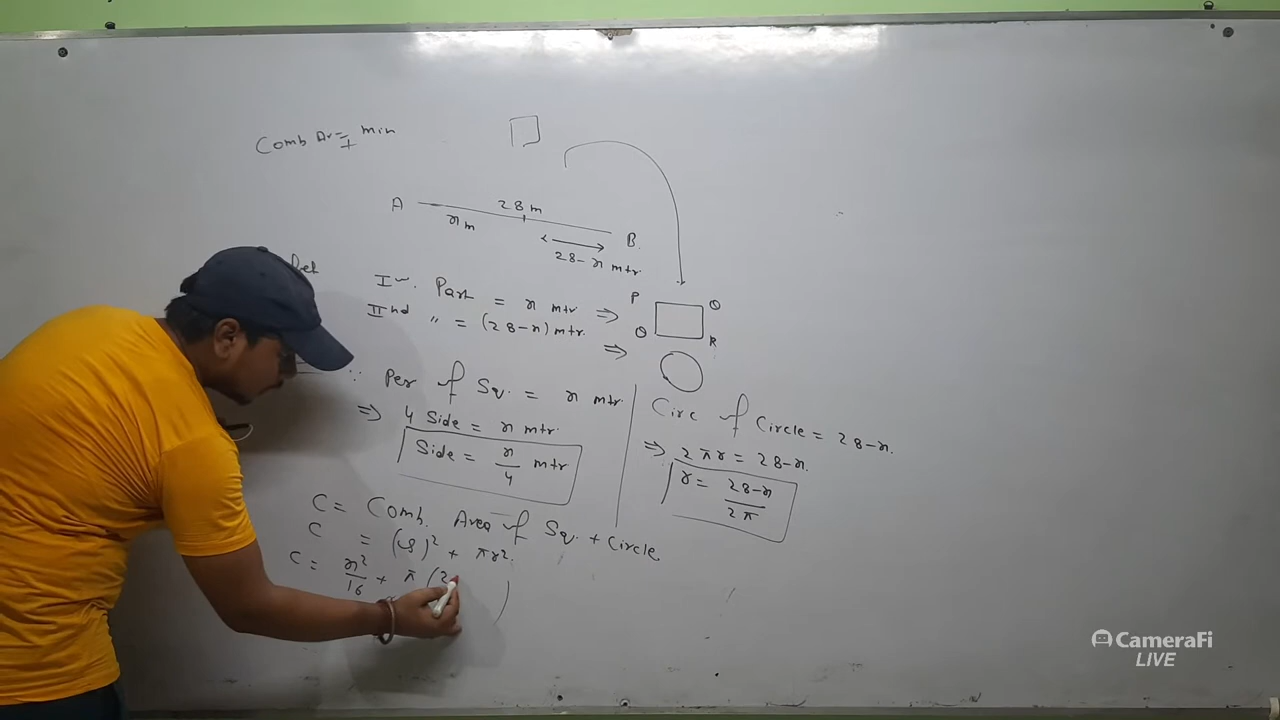 Comb Ar = min
A 28 m B.
x m
28-x mtr.
Let
Ist. Part = x mtr ⇒ P Q
IInd " = (28-x) mtr. ⇒ Q R
∵ Per of Sq. = x mtr.
⇒ 4 Side = x mtr.
Side = x/4 mtr
Circ of Circle = 28-x.
⇒ 2πr = 28-x.
r = 28-x/2π
C = Comb. Area of Sq. + Circle
C = (S)² + πr².
C = x²/16 + π (2 )
CameraFi
LIVE